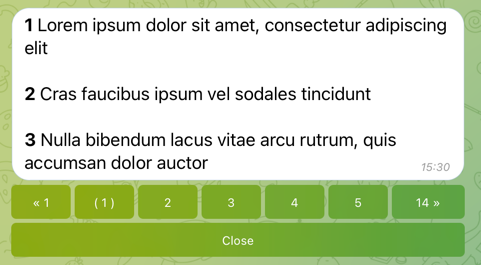 1 Lorem ipsum dolor sit amet, consectetur adipiscing
elit
2 Cras faucibus ipsum vel sodales tincidunt
3 Nulla bibendum lacus vitae arcu rutrum, quis
accumsan dolor auctor
15:30
« 1 ( 1 ) 2 3 4 5 14 »
Close